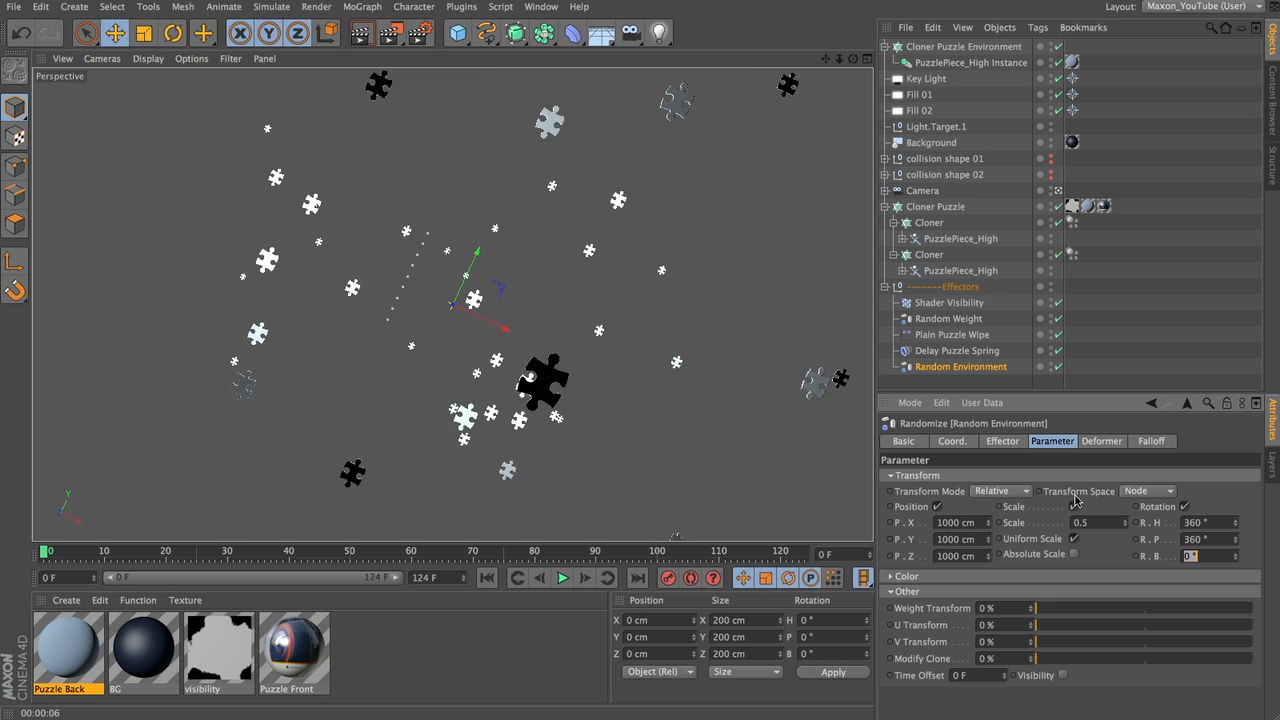 File Edit Create Select Tools Mesh Animate Simulate Render MoGraph Character Plugins Script Window Help Layout: Maxon_YouTube (User)
File Edit View Objects Tags Bookmarks
View Cameras Display Options Filter Panel
Perspective
Cloner Puzzle Environment
PuzzlePiece_High Instance
Key Light
Fill 01
Fill 02
Light.Target.1
Background
collision shape 01
collision shape 02
Camera
Cloner Puzzle
Cloner
PuzzlePiece_High
Cloner
PuzzlePiece_High
-------Effectors
Shader Visibility
Random Weight
Plain Puzzle Wipe
Delay Puzzle Spring
Random Environment
Objects
Content Browser
Structure
Attributes
Layers
Mode Edit User Data
Randomize [Random Environment]
Basic Coord. Effector Parameter Deformer Falloff
Parameter
Transform
Transform Mode Relative Transform Space Node
Position Scale Rotation
P . X 1000 cm Scale 0.5 R . H 360 °
P . Y 1000 cm Uniform Scale R . P 360 °
P . Z 1000 cm Absolute Scale R . B 0 °
Color
Other
Weight Transform 0 %
U Transform 0 %
V Transform 0 %
Modify Clone 0 %
Time Offset 0 F Visibility
Y
X Y Z
0 10 20 30 40 50 60 70 80 90 100 110 120 0 F
0 F 0 F 124 F 124 F
P
Create Edit Function Texture
Puzzle Back BG visibility Puzzle Front
Position Size Rotation
X 0 cm X 200 cm H 0 °
Y 0 cm Y 200 cm P 0 °
Z 0 cm Z 200 cm B 0 °
Object (Rel) Size Apply
MAXON
CINEMA 4D
00:00:06